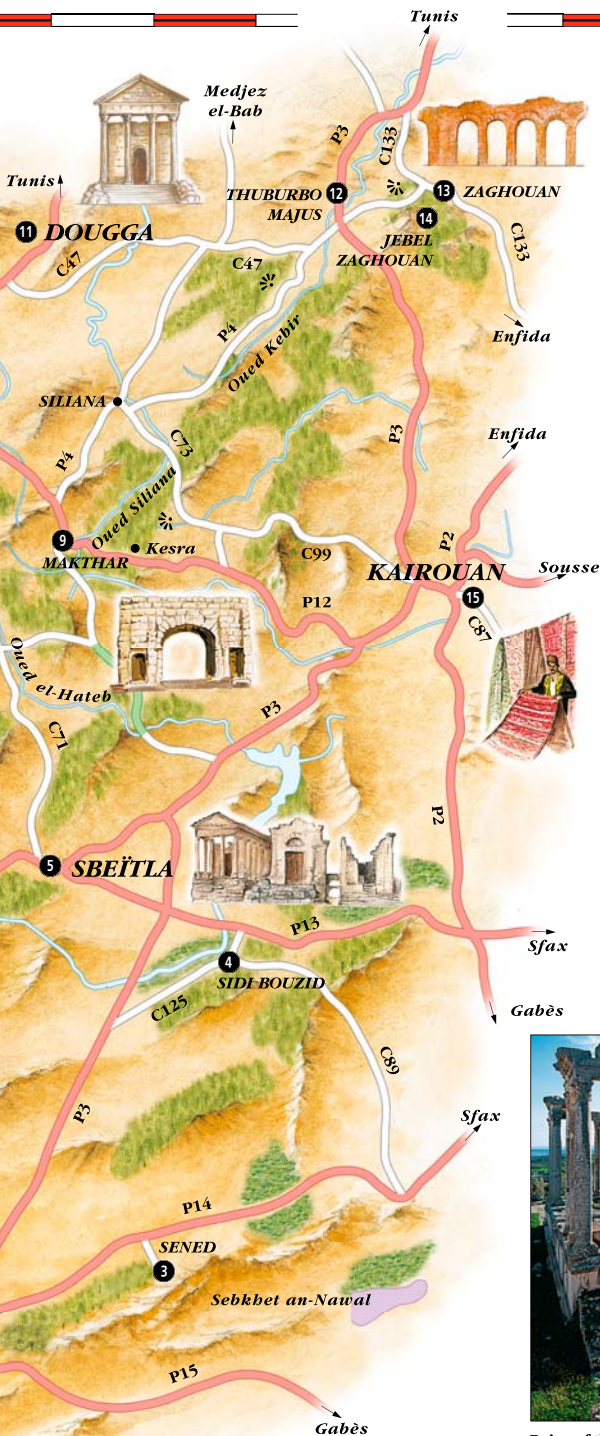 Tunis
Medjez
el-Bab
P3
C133
Tunis
THUBURBO
MAJUS
12
13
ZAGHOUAN
14
JEBEL
ZAGHOUAN
11
DOUGGA
C133
C47
C47
P4
Oued Kebir
Enfida
SILIANA
P3
Enfida
C73
P4
Oued Siliana
P2
9
MAKTHAR
Kesra
C99
KAIROUAN
Sousse
15
P12
C87
Oued el-Hateb
P3
C71
P2
5
SBEÏTLA
P13
Sfax
4
SIDI BOUZID
C125
Gabès
C89
P3
Sfax
P14
SENED
3
Sebkhet an-Nawal
P15
Gabès